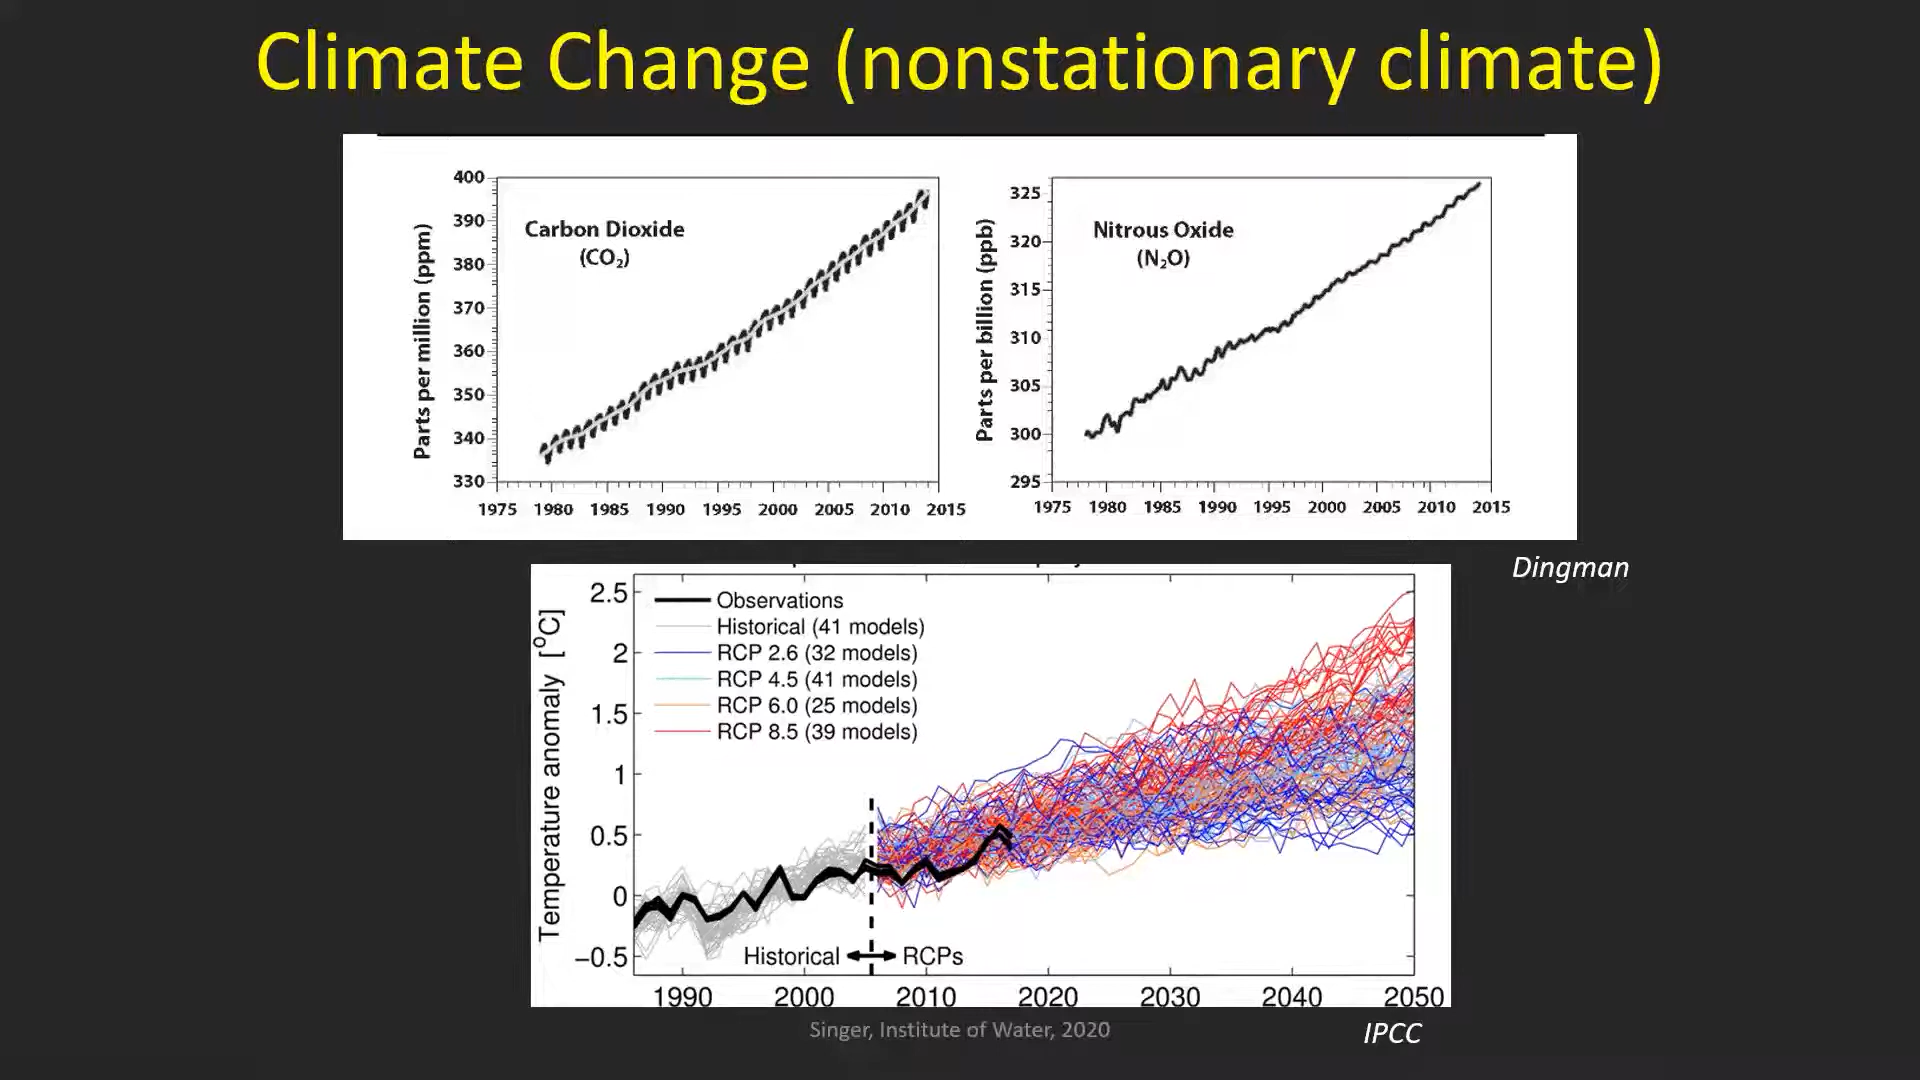 Climate Change (nonstationary climate)
Parts per million (ppm)
400
390
380
370
360
350
340
330
Carbon Dioxide
(CO₂)
1975 1980 1985 1990 1995 2000 2005 2010 2015
Parts per billion (ppb)
325
320
315
310
305
300
295
Nitrous Oxide
(N₂O)
1975 1980 1985 1990 1995 2000 2005 2010 2015
Dingman
Temperature anomaly [°C]
2.5
2
1.5
1
0.5
0
−0.5
Observations
Historical (41 models)
RCP 2.6 (32 models)
RCP 4.5 (41 models)
RCP 6.0 (25 models)
RCP 8.5 (39 models)
Historical RCPs
1990 2000 2010 2020 2030 2040 2050
Singer, Institute of Water, 2020
IPCC